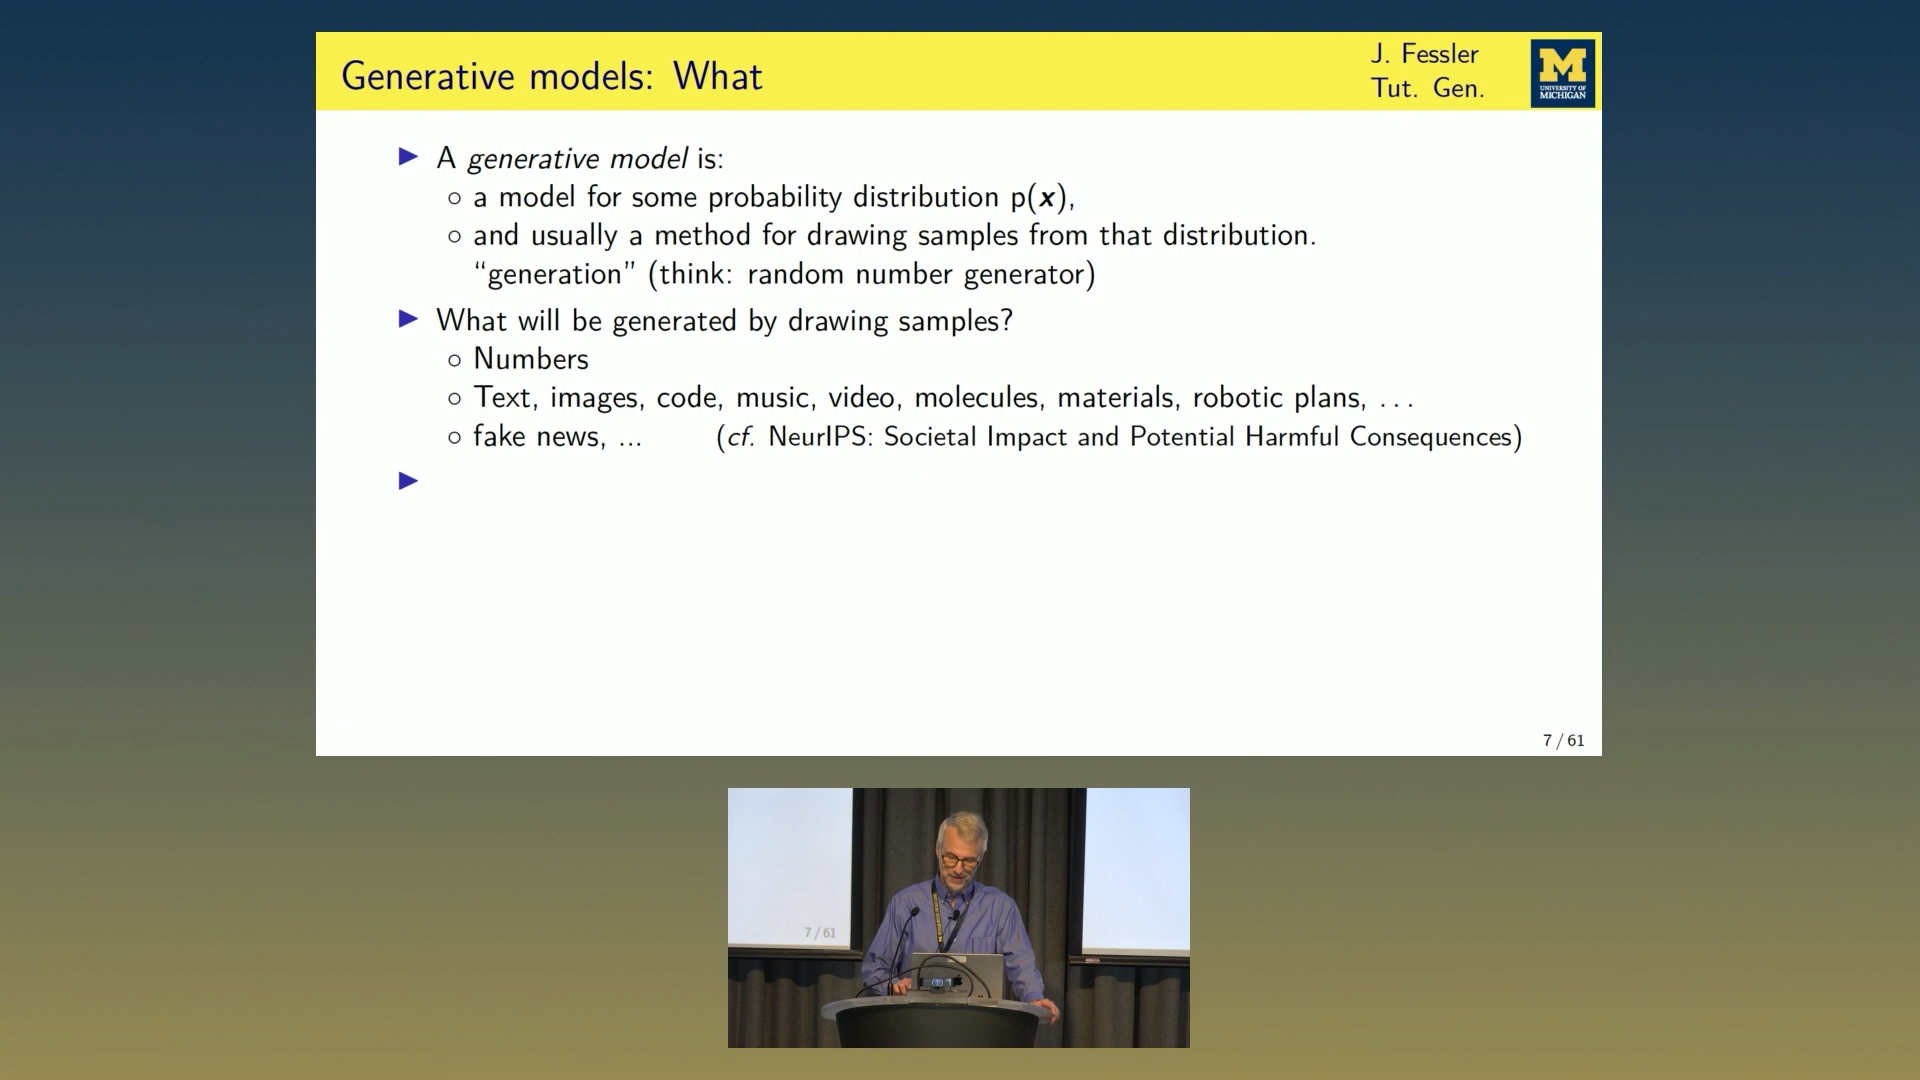 Generative models: What
J. Fessler
Tut. Gen.
M
UNIVERSITY OF
MICHIGAN
▶ A generative model is:
○ a model for some probability distribution p(x),
○ and usually a method for drawing samples from that distribution.
“generation” (think: random number generator)
▶ What will be generated by drawing samples?
○ Numbers
○ Text, images, code, music, video, molecules, materials, robotic plans, . . .
○ fake news, ... (cf. NeurIPS: Societal Impact and Potential Harmful Consequences)
▶
7 / 61
7 / 61